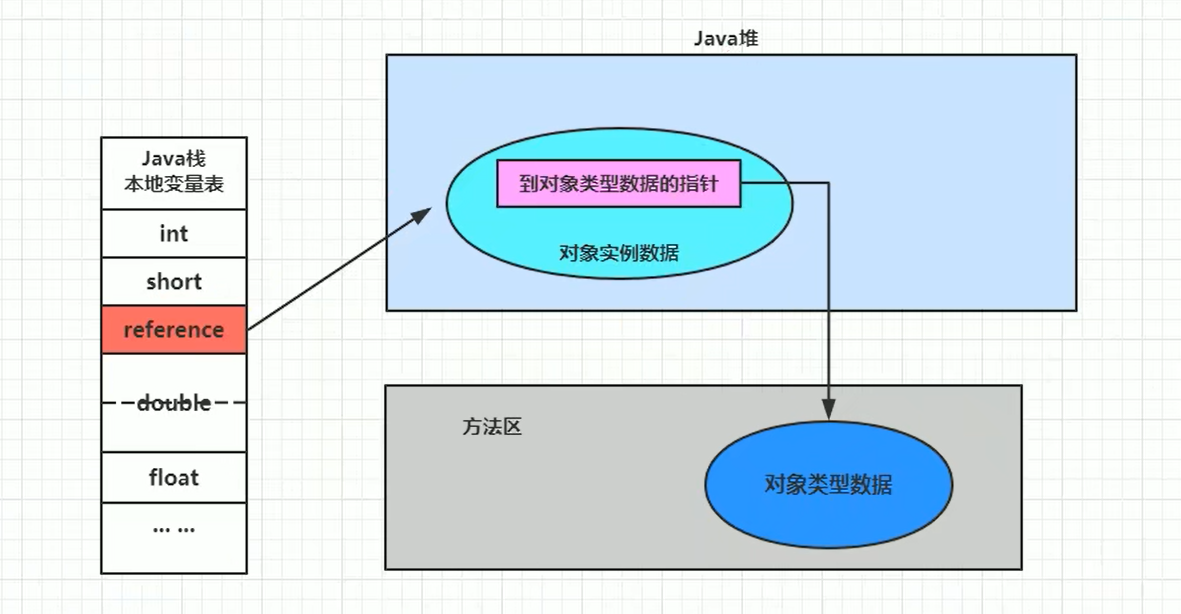 Java堆
Java栈
本地变量表
int
short
reference
double
float
... ...
到对象类型数据的指针
对象实例数据
方法区
对象类型数据